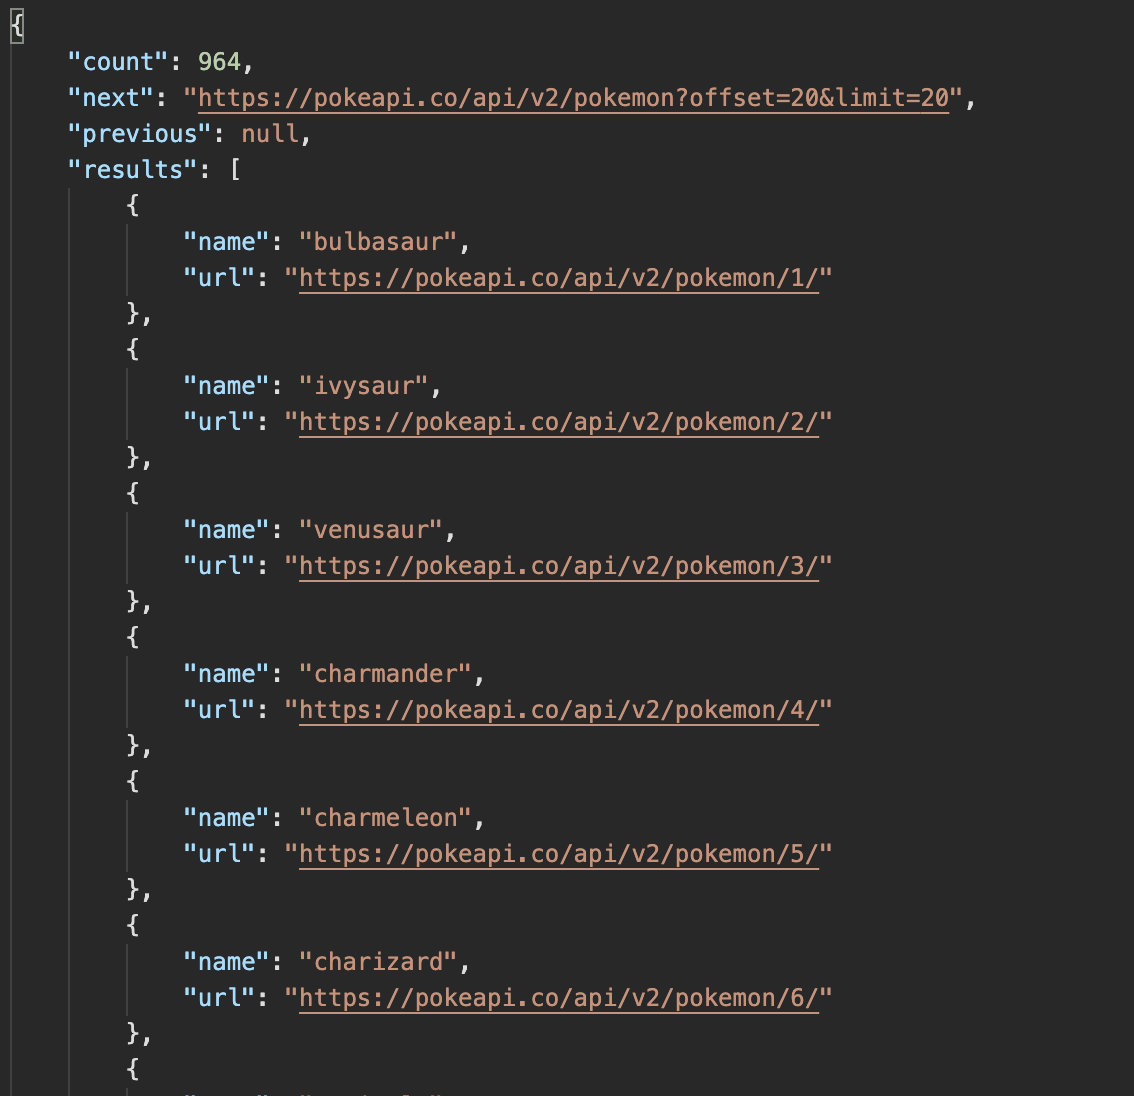 {
    "count": 964,
    "next": "https://pokeapi.co/api/v2/pokemon?offset=20&limit=20",
    "previous": null,
    "results": [
        {
            "name": "bulbasaur",
            "url": "https://pokeapi.co/api/v2/pokemon/1/"
        },
        {
            "name": "ivysaur",
            "url": "https://pokeapi.co/api/v2/pokemon/2/"
        },
        {
            "name": "venusaur",
            "url": "https://pokeapi.co/api/v2/pokemon/3/"
        },
        {
            "name": "charmander",
            "url": "https://pokeapi.co/api/v2/pokemon/4/"
        },
        {
            "name": "charmeleon",
            "url": "https://pokeapi.co/api/v2/pokemon/5/"
        },
        {
            "name": "charizard",
            "url": "https://pokeapi.co/api/v2/pokemon/6/"
        },
        {